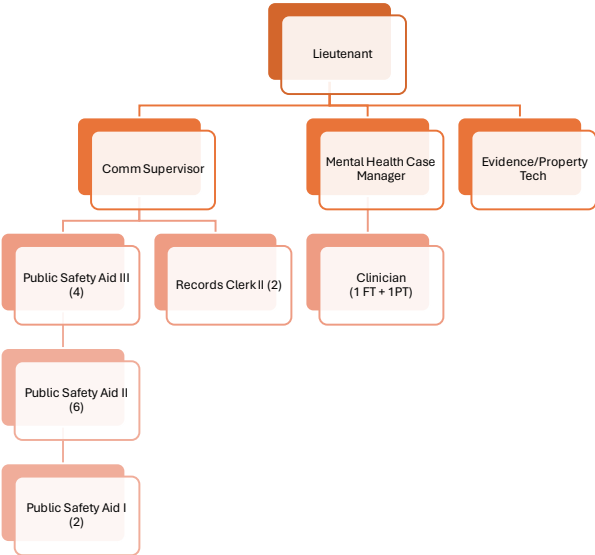 Lieutenant
Comm Supervisor
Mental Health Case
Manager
Evidence/Property
Tech
Public Safety Aid III
(4)
Records Clerk II (2)
Clinician
(1 FT + 1PT)
Public Safety Aid II
(6)
Public Safety Aid I
(2)